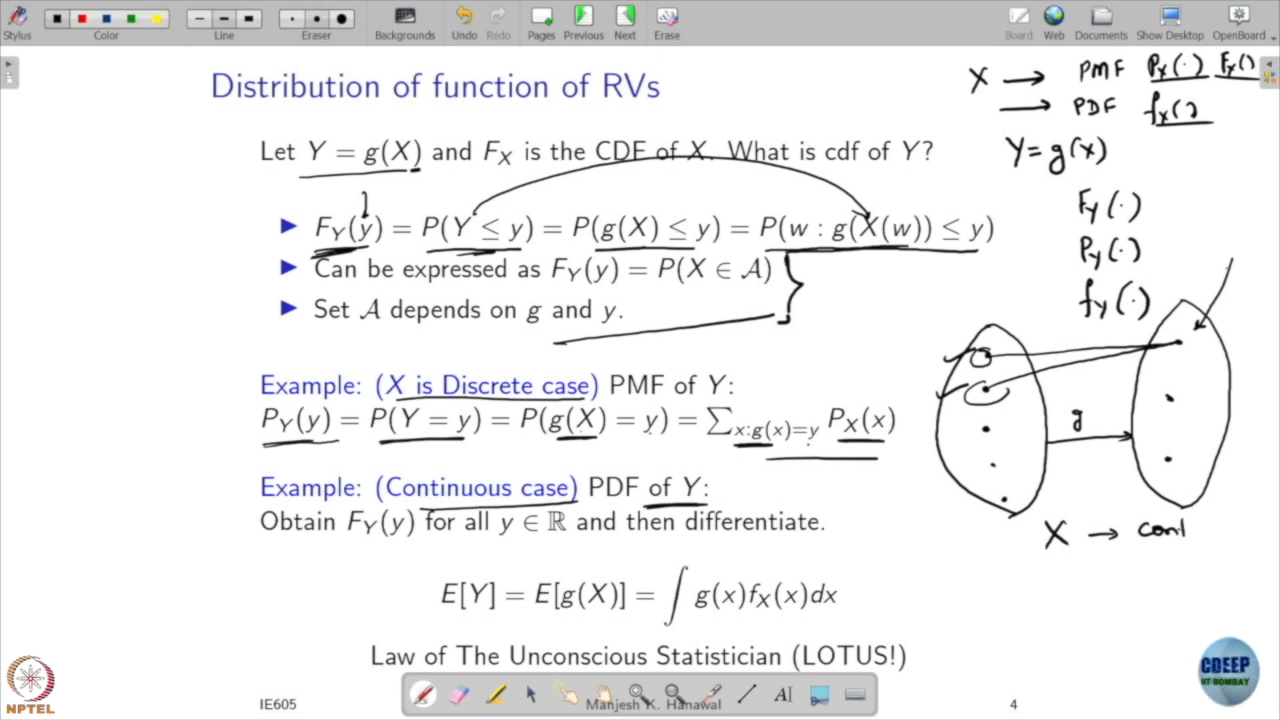 Stylus Color Line Eraser Backgrounds Undo Redo Pages Previous Next Erase Board Web Documents Show Desktop OpenBoard
Distribution of function of RVs
X → PMF P_X(·) F_X()
→ PDF f_X()
Let Y = g(X) and F_X is the CDF of X. What is cdf of Y?
Y = g(X)
▶ F_Y(y) = P(Y ≤ y) = P(g(X) ≤ y) = P(w : g(X(w)) ≤ y)
▶ Can be expressed as F_Y(y) = P(X ∈ 𝒜)
▶ Set 𝒜 depends on g and y.
F_Y(·)
P_Y(·)
f_Y(·)
Example: (X is Discrete case) PMF of Y:
P_Y(y) = P(Y = y) = P(g(X) = y) = ∑_{x:g(x)=y} P_X(x)
g
Example: (Continuous case) PDF of Y:
Obtain F_Y(y) for all y ∈ ℝ and then differentiate.
X → cont
E[Y] = E[g(X)] = ∫ g(x)f_X(x)dx
Law of The Unconscious Statistician (LOTUS!)
NPTEL
IE605
Manjesh K. Hanawal
4
CDEEP
IIT BOMBAY